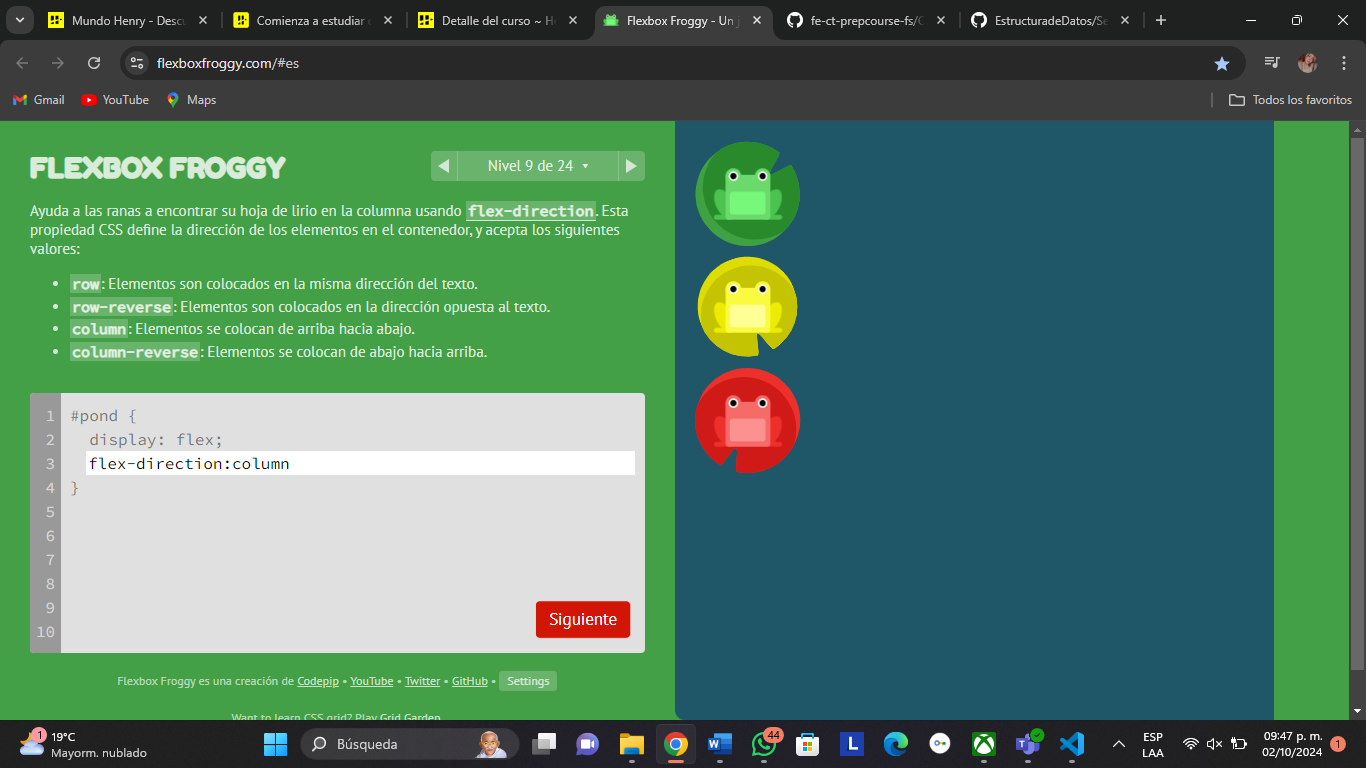 Mundo Henry - Descu
Comienza a estudiar
Detalle del curso ~ He
Flexbox Froggy - Un j
fe-ct-prepcourse-fs/C
EstructuradeDatos/Se
flexboxfroggy.com/#es
Gmail
YouTube
Maps
Todos los favoritos
FLEXBOX FROGGY
Nivel 9 de 24
Ayuda a las ranas a encontrar su hoja de lirio en la columna usando flex-direction. Esta
propiedad CSS define la dirección de los elementos en el contenedor, y acepta los siguientes
valores:
• row: Elementos son colocados en la misma dirección del texto.
• row-reverse: Elementos son colocados en la dirección opuesta al texto.
• column: Elementos se colocan de arriba hacia abajo.
• column-reverse: Elementos se colocan de abajo hacia arriba.
1 #pond {
2 display: flex;
3 flex-direction:column
4 }
5
6
7
8
9
10
Siguiente
Flexbox Froggy es una creación de Codepip • YouTube • Twitter • GitHub • Settings
Want to learn CSS grid? Play Grid Garden.
1
19°C
Mayorm. nublado
Búsqueda
44
ESP
LAA
09:47 p. m.
02/10/2024
1